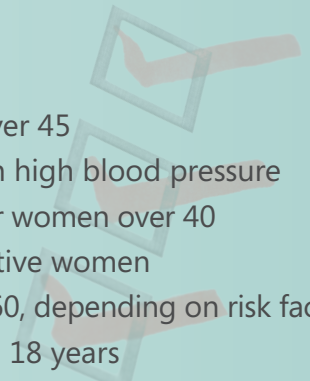 ver 45
n high blood pressure
r women over 40
tive women
60, depending on risk fac
18 years